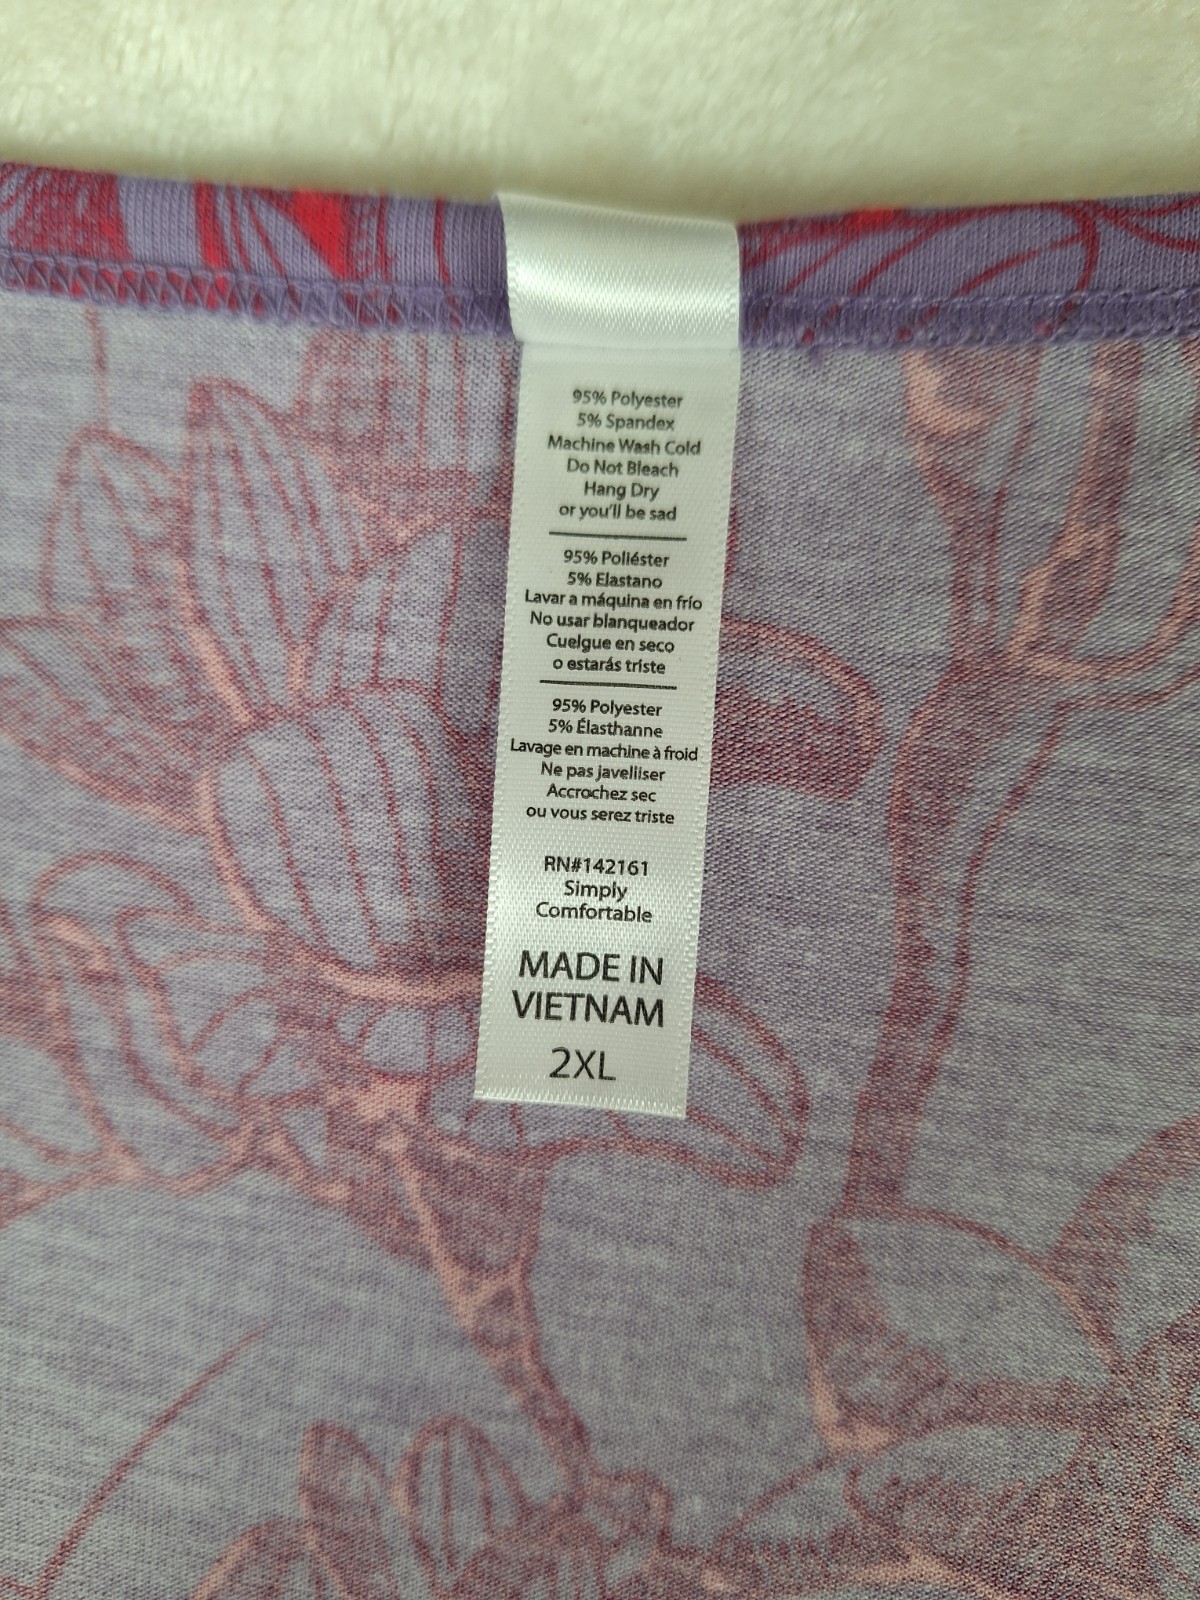 95% Polyester
5% Spandex
Machine Wash Cold
Do Not Bleach
Hang Dry
or you'll be sad
95% Poliéster
5% Elastano
Lavar a máquina en frío
No usar blanqueador
Cuelgue en seco
o estarás triste
95% Polyester
5% Élasthanne
Lavage en machine à froid
Ne pas javelliser
Accrochez sec
ou vous serez triste
RN#142161
Simply
Comfortable
MADE IN
VIETNAM
2XL